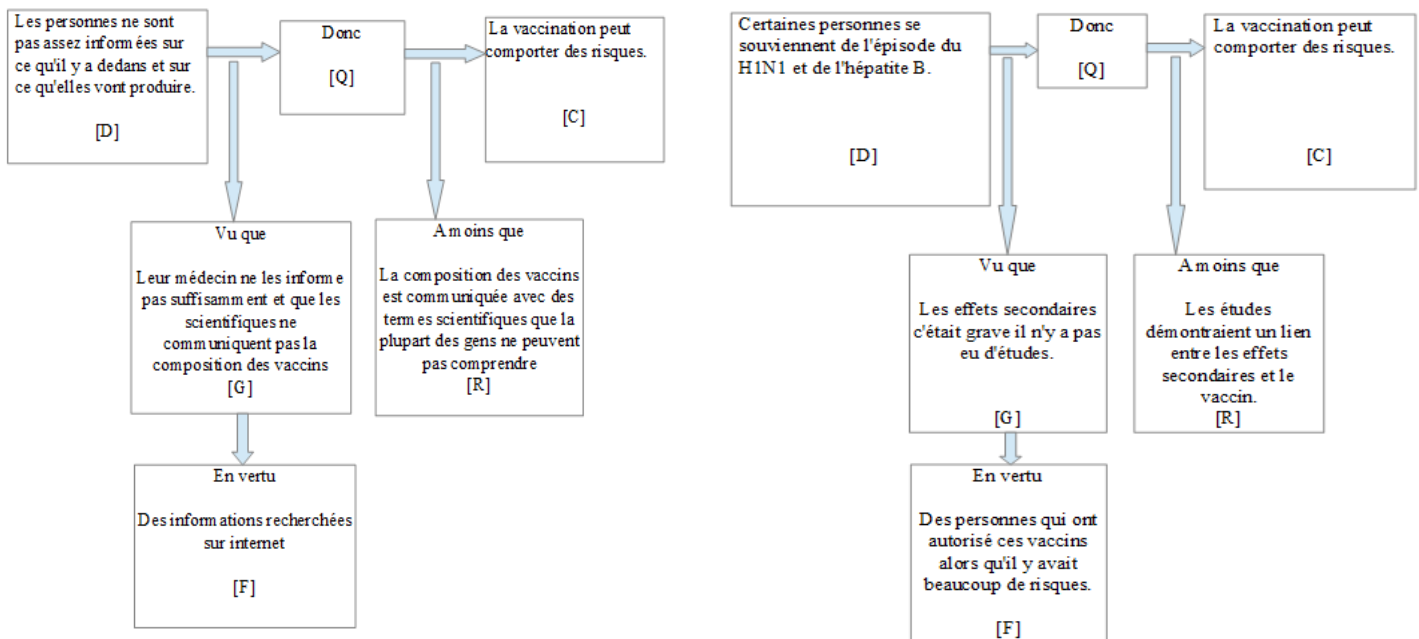 Les personnes ne sont
pas assez informées sur
ce qu'il y a dedans et sur
ce qu'elles vont produire.
[D]
Donc
[Q]
La vaccination peut
comporter des risques.
[C]
Vu que
Leur médecin ne les informe
pas suffisamment et que les
scientifiques ne
communiquent pas la
composition des vaccins
[G]
A moins que
La composition des vaccins
est communiquée avec des
termes scientifiques que la
plupart des gens ne peuvent
pas comprendre
[R]
En vertu
Des informations recherchées
sur internet
[F]
Certaines personnes se
souviennent de l'épisode du
H1N1 et de l'hépatite B.
[D]
Donc
[Q]
La vaccination peut
comporter des risques.
[C]
Vu que
Les effets secondaires
c'était grave il n'y a pas
eu d'études.
[G]
A moins que
Les études
démontraient un lien
entre les effets
secondaires et le
vaccin.
[R]
En vertu
Des personnes qui ont
autorisé ces vaccins
alors qu'il y avait
beaucoup de risques.
[F]